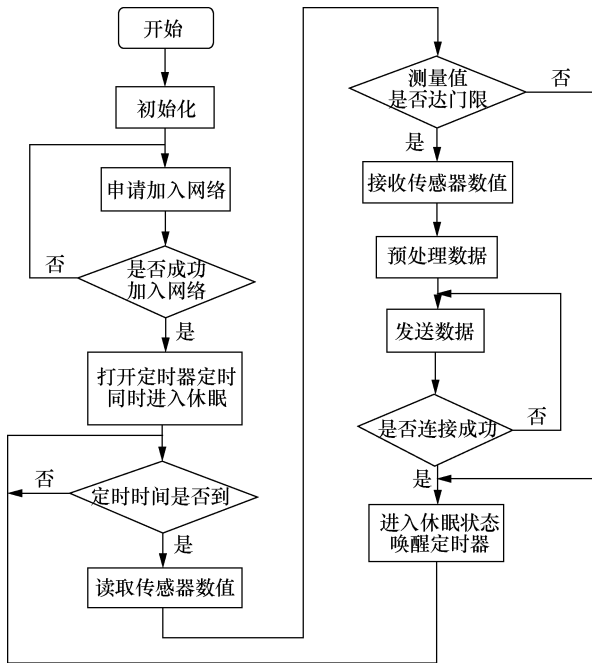 开始
初始化
申请加入网络
是否成功
加入网络
否
是
打开定时器定时
同时进入休眠
定时时间是否到
否
是
读取传感器数值
测量值
是否达门限
否
是
接收传感器数值
预处理数据
发送数据
是否连接成功
否
是
进入休眠状态
唤醒定时器